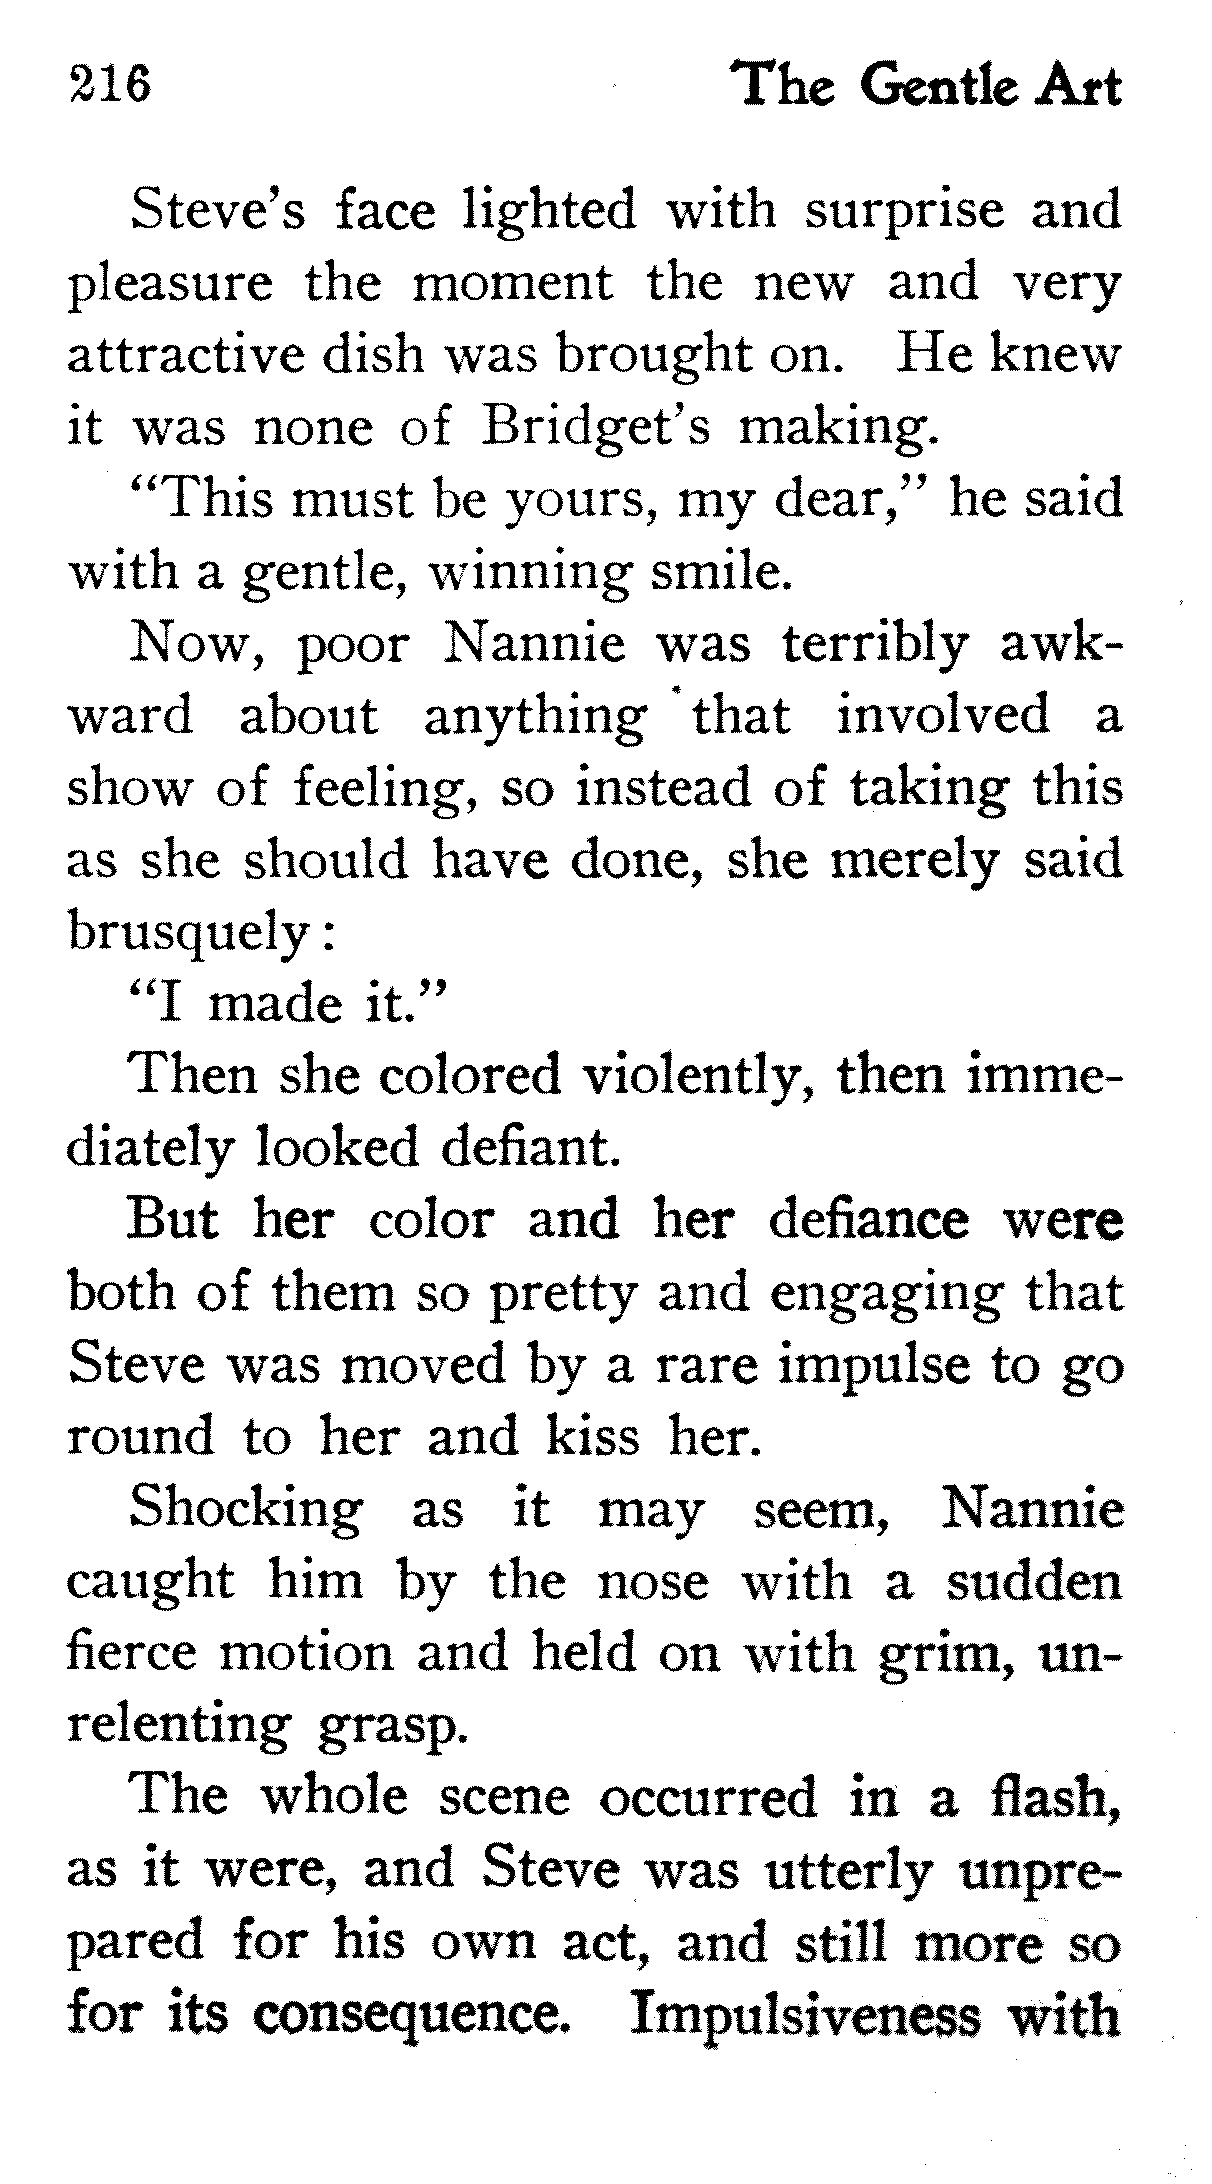 216 The Gentle Art
Steve's face lighted with surprise and
pleasure the moment the new and very
attractive dish was brought on. He knew
it was none of Bridget's making.
"This must be yours, my dear," he said
with a gentle, winning smile.
Now, poor Nannie was terribly awk-
ward about anything that involved a
show of feeling, so instead of taking this
as she should have done, she merely said
brusquely:
"I made it."
Then she colored violently, then imme-
diately looked defiant.
But her color and her defiance were
both of them so pretty and engaging that
Steve was moved by a rare impulse to go
round to her and kiss her.
Shocking as it may seem, Nannie
caught him by the nose with a sudden
fierce motion and held on with grim, un-
relenting grasp.
The whole scene occurred in a flash,
as it were, and Steve was utterly unpre-
pared for his own act, and still more so
for its consequence. Impulsiveness with